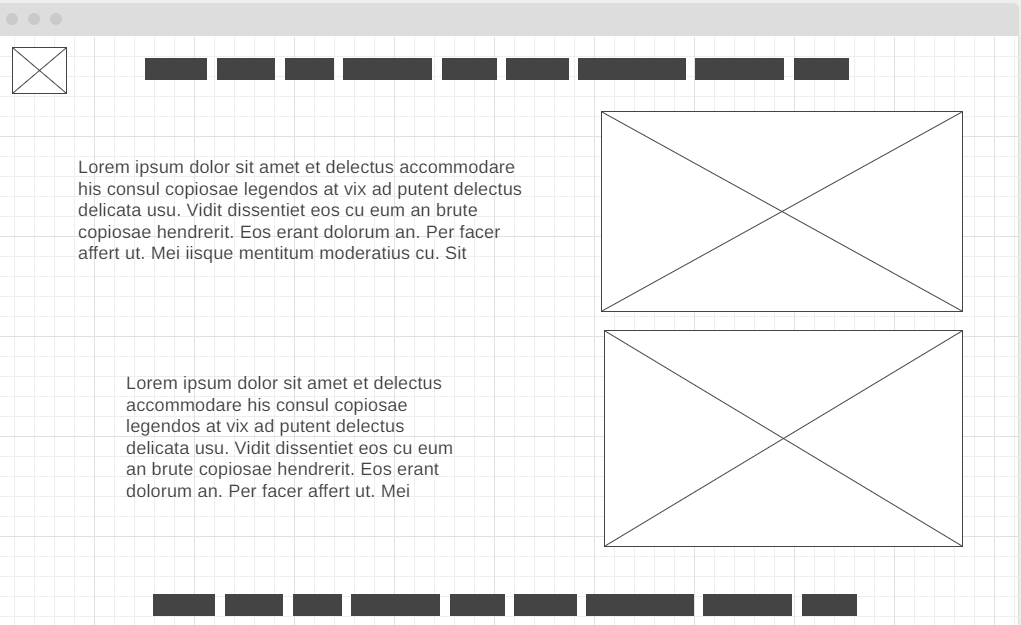 Lorem ipsum dolor sit amet et delectus accommodare
his consul copiosae legendos at vix ad putent delectus
delicata usu. Vidit dissentiet eos cu eum an brute
copiosae hendrerit. Eos erant dolorum an. Per facer
affert ut. Mei iisque mentitum moderatius cu. Sit
Lorem ipsum dolor sit amet et delectus
accommodare his consul copiosae
legendos at vix ad putent delectus
delicata usu. Vidit dissentiet eos cu eum
an brute copiosae hendrerit. Eos erant
dolorum an. Per facer affert ut. Mei